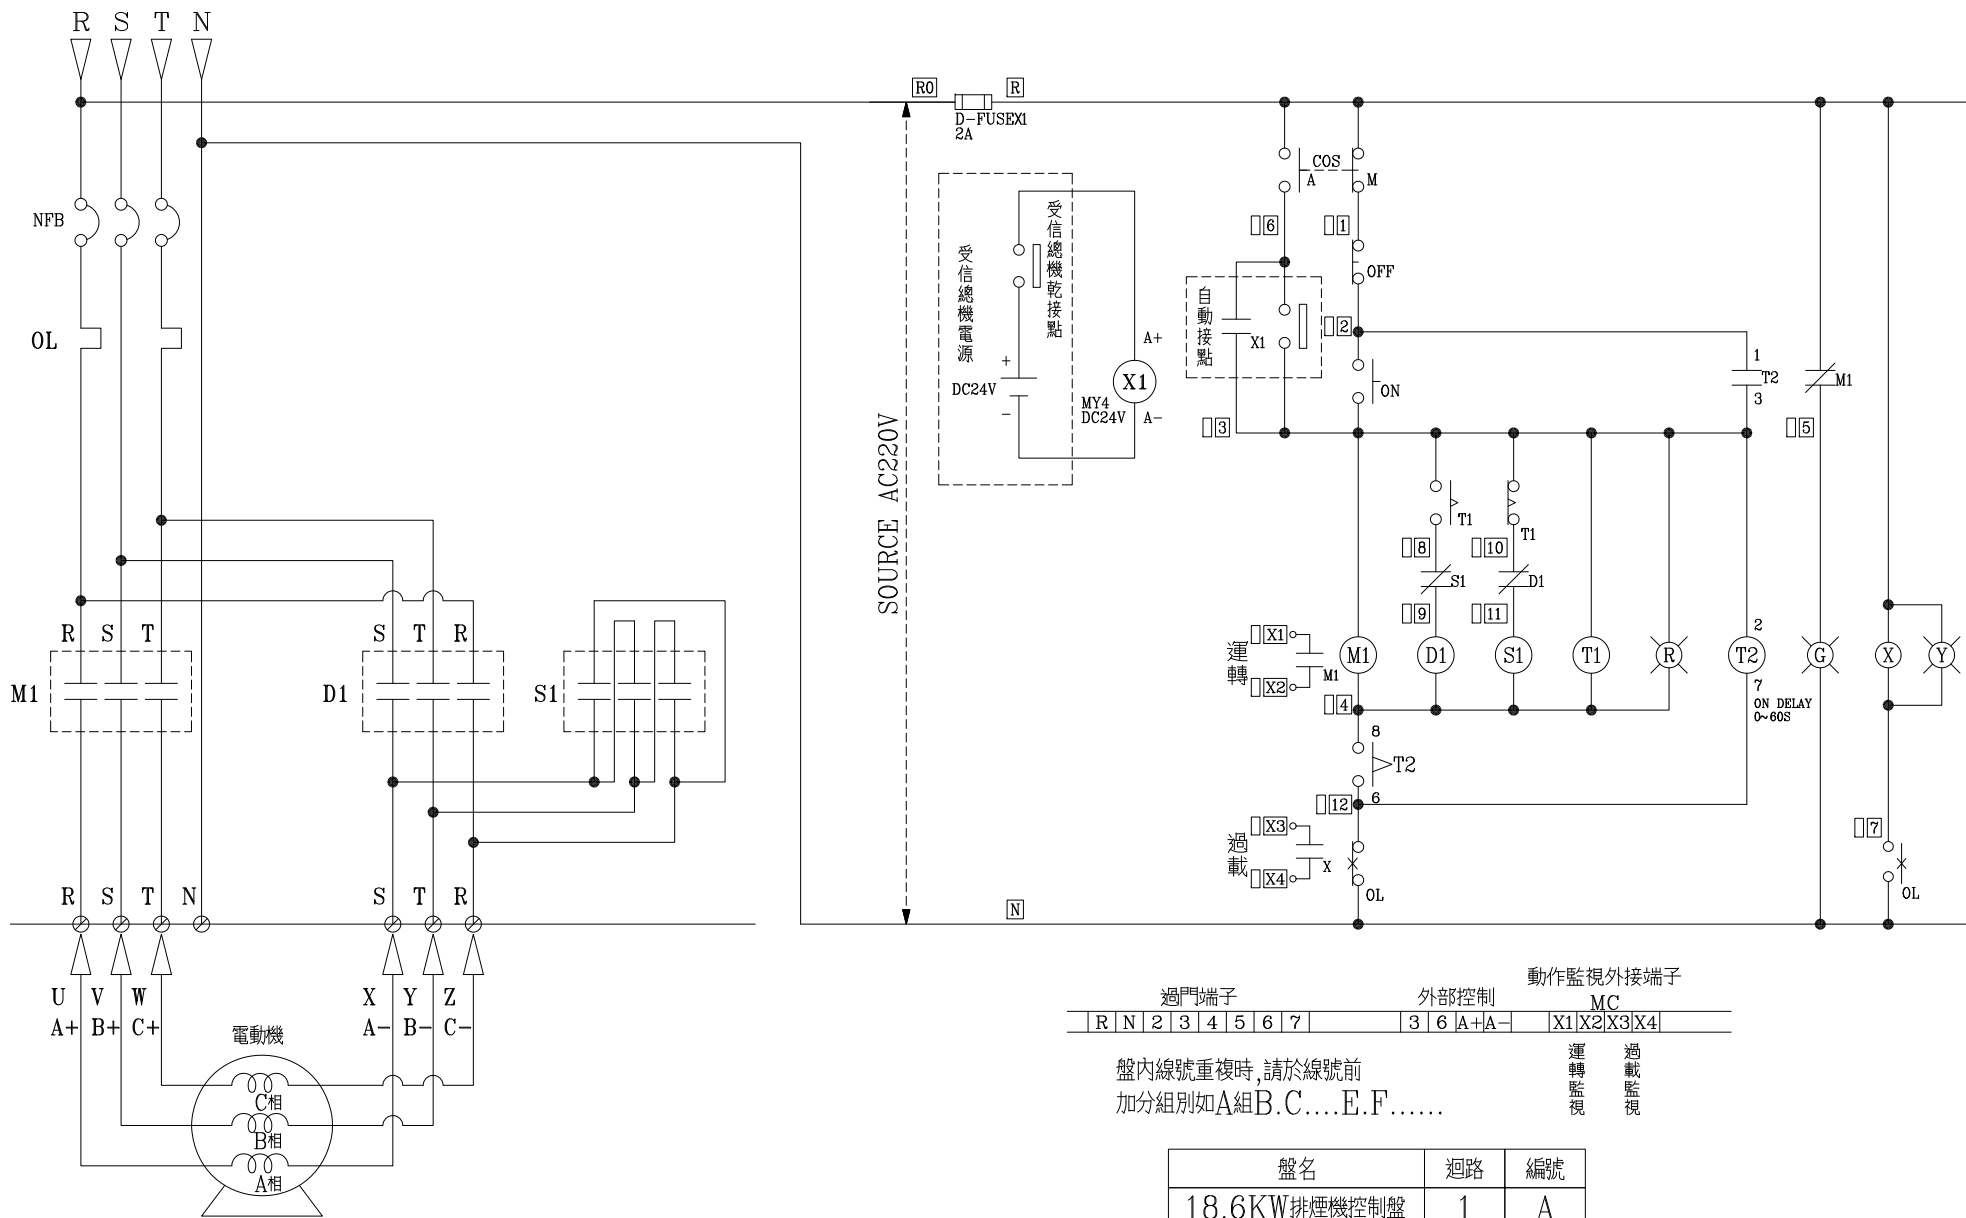 R S T N
R0
R
D-FUSEX1
2A
NFB
COS
A
M
6
1
OFF
受信總機電源
受信總機乾接點
自動接點
X1
2
ON
OL
A+
+
DC24V
-
X1
MY4
DC24V
A-
1
T2
3
M1
3
5
SOURCE AC220V
T1
T1
8
10
S1
D1
9
11
R S T
S T R
M1
D1
S1
運轉
X1
X2
M1
M1
D1
S1
T1
R
T2
2
7
ON DELAY
0~60S
G
X
Y
4
8
T2
6
12
過載
X3
X4
X
OL
7
OL
R S T N
S T R
N
U V W
A+ B+ C+
X Y Z
A- B- C-
電動機
C相
B相
A相
過門端子
外部控制
動作監視外接端子
MC
R N 2 3 4 5 6 7 3 6 A+ A- X1 X2 X3 X4
運轉監視
過載監視
盤內線號重複時,請於線號前
加分組別如A組B.C....E.F......
盤名 迴路 編號
18.6KW排煙機控制盤 1 A